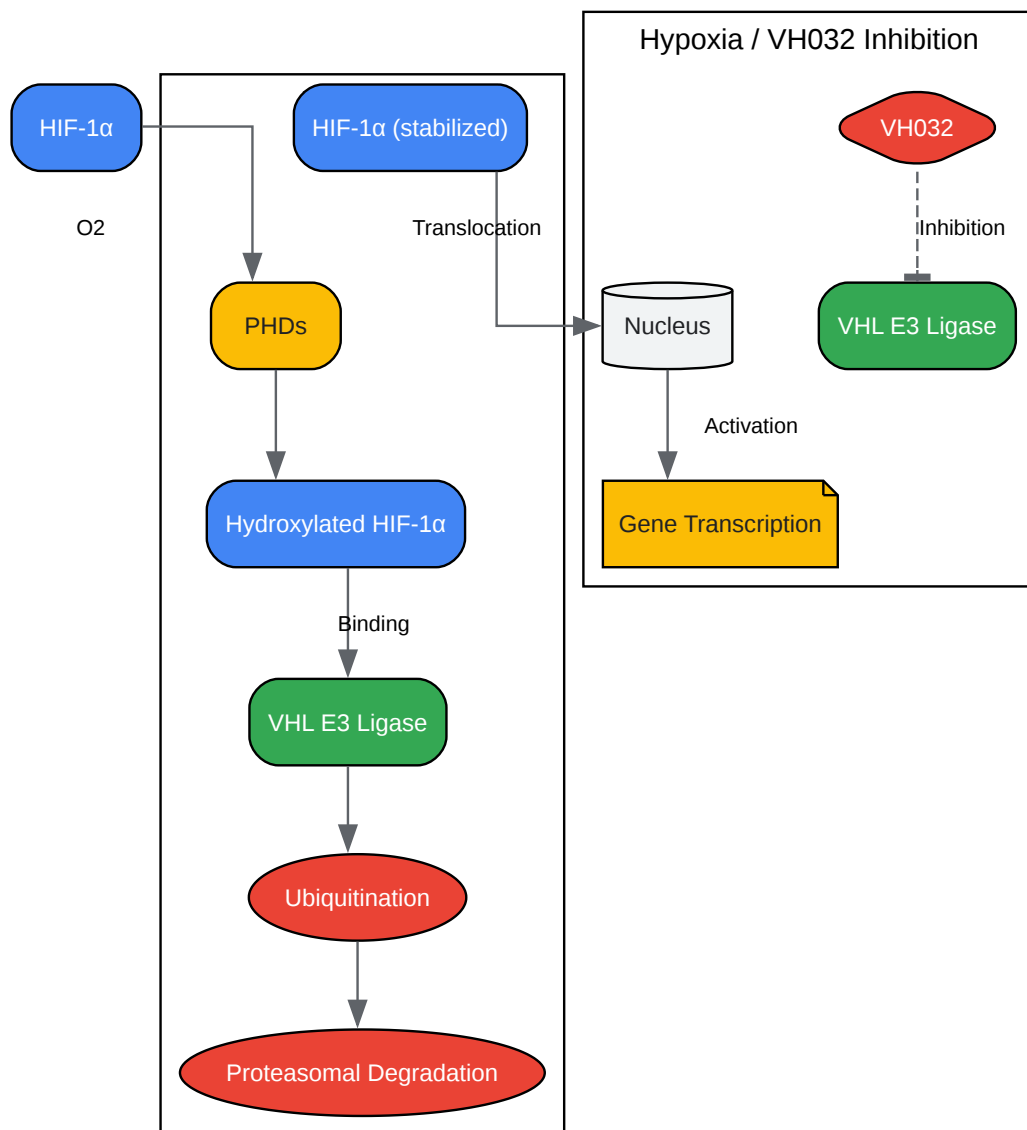 Hypoxia / VH032 Inhibition
HIF-1α
HIF-1α (stabilized)
VH032
O2
Translocation
Inhibition
PHDs
Nucleus
VHL E3 Ligase
Activation
Hydroxylated HIF-1α
Gene Transcription
Binding
VHL E3 Ligase
Ubiquitination
Proteasomal Degradation